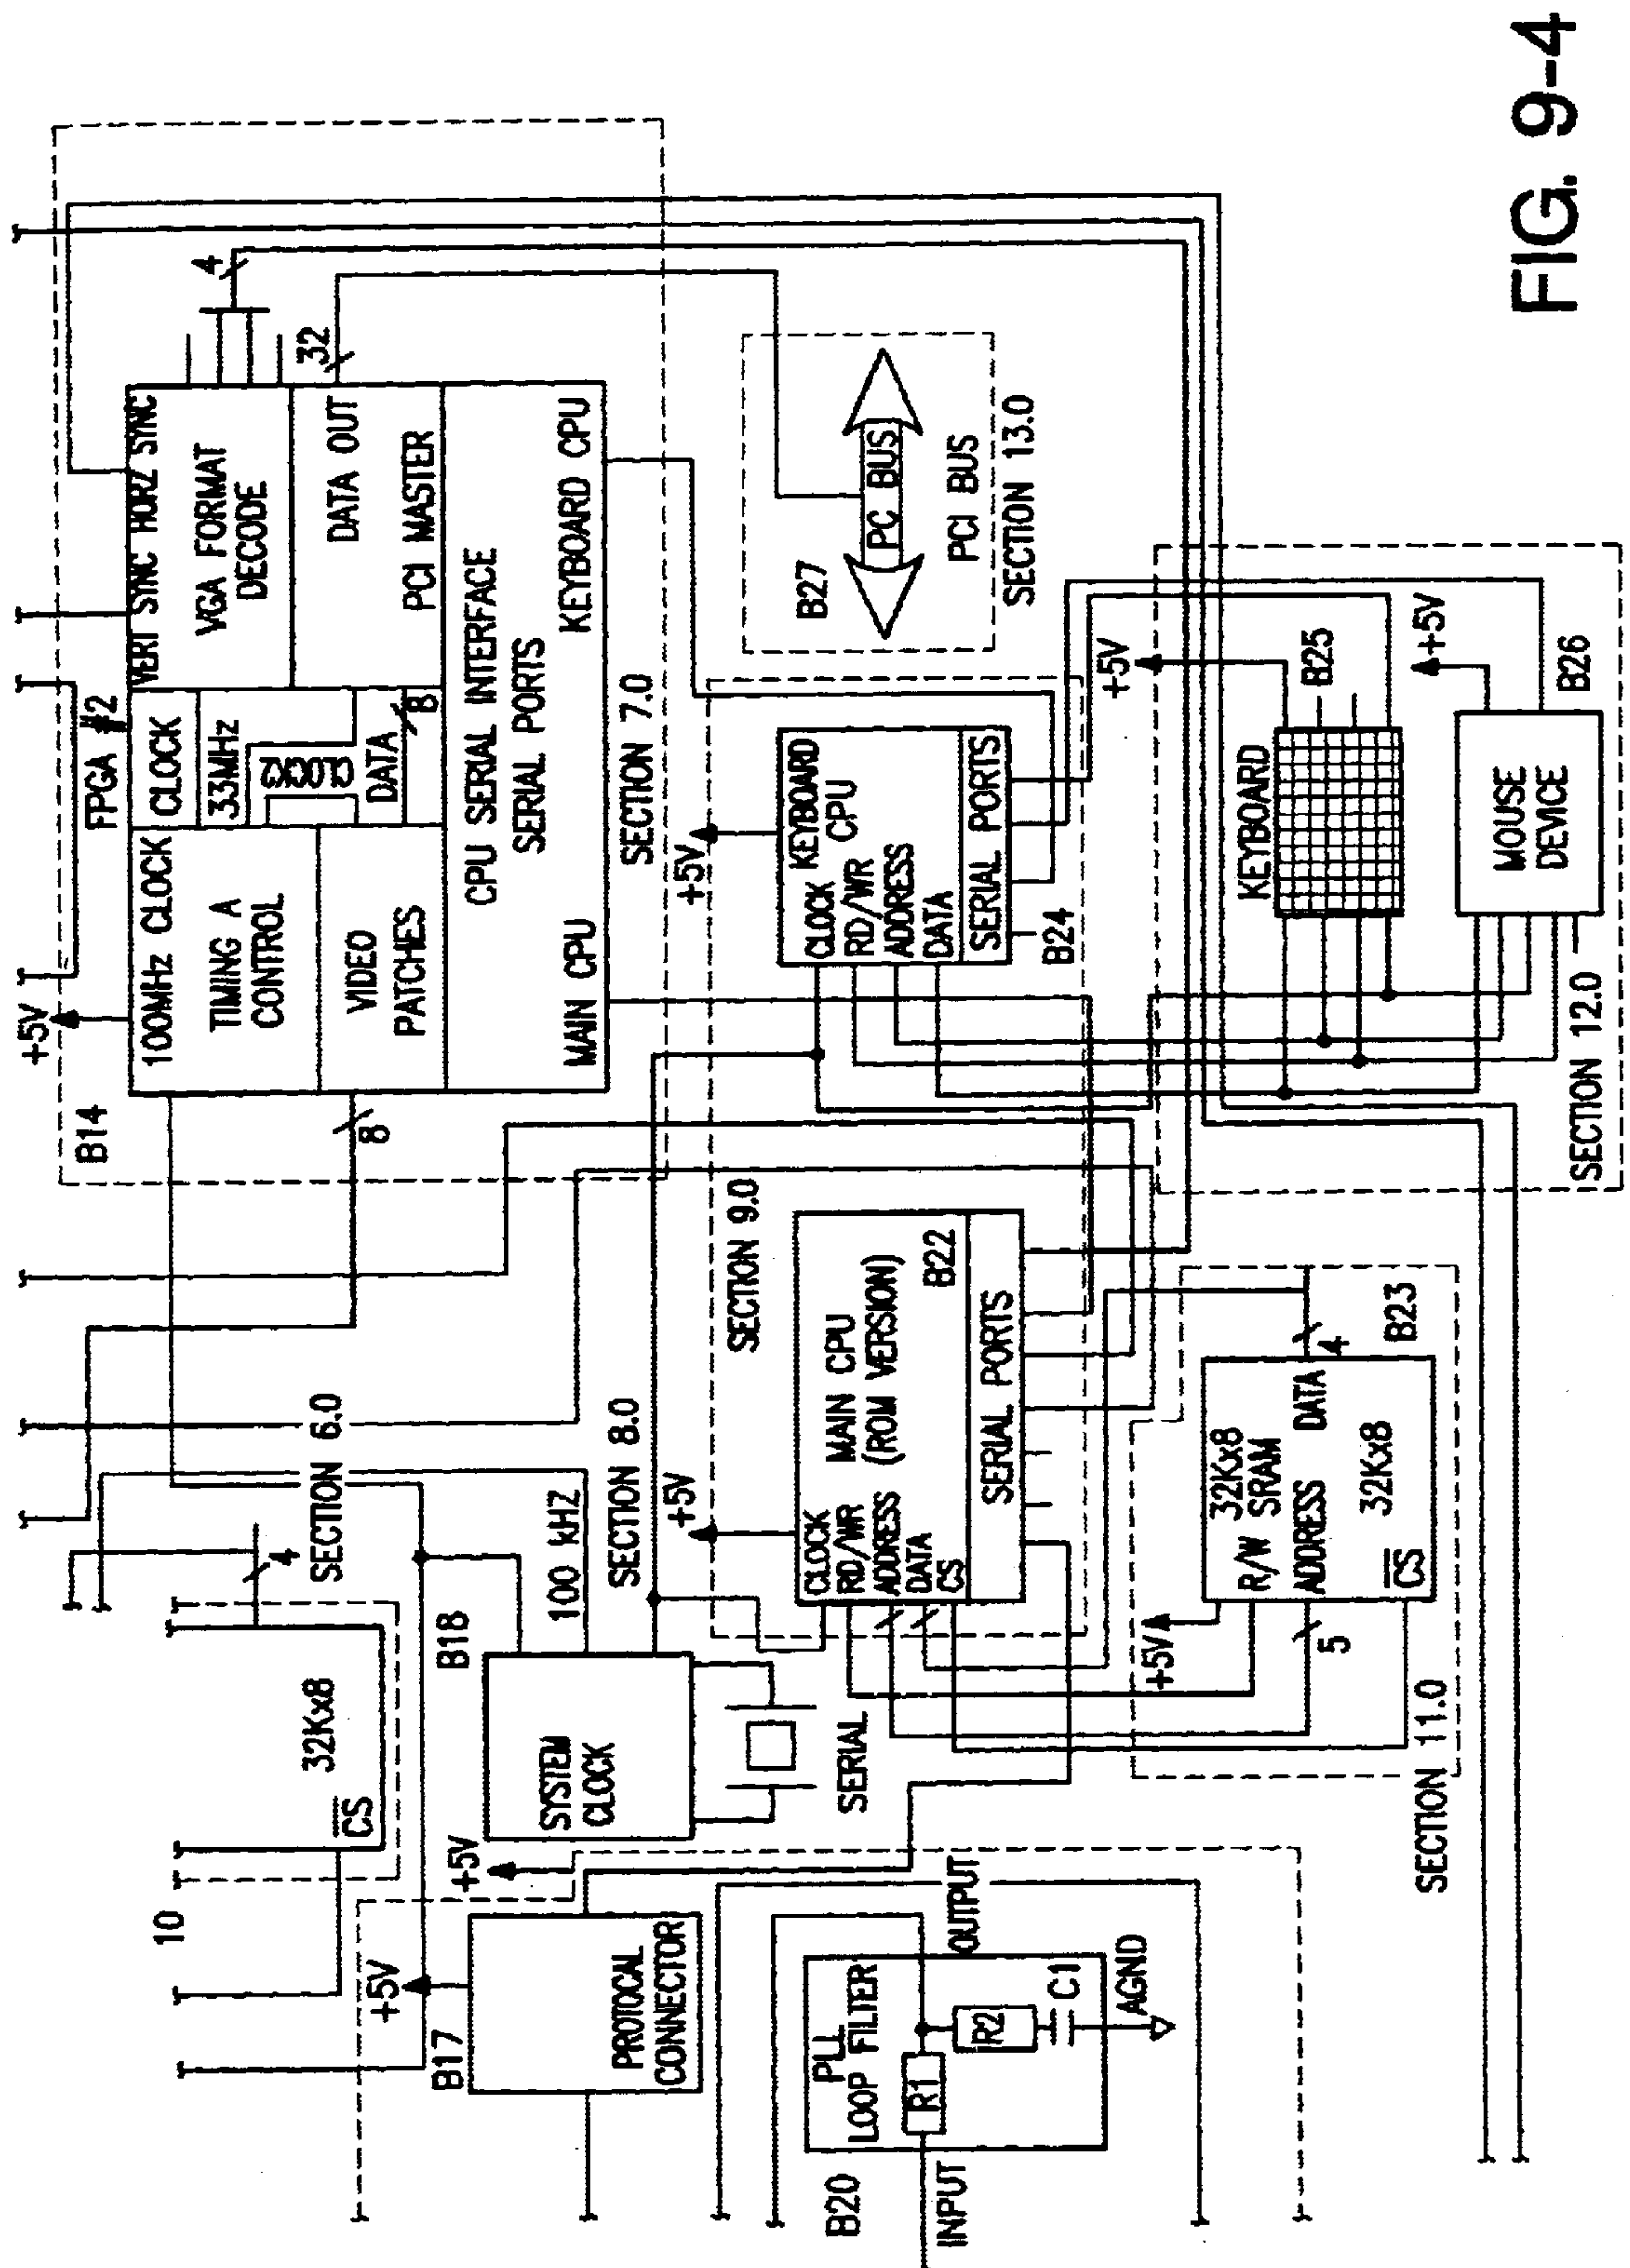 10
32Kx8
CS
4
SECTION 6.0
B17
+5V
PROTOCAL
CONNECTOR
+5V
B18
SYSTEM
CLOCK
100 kHZ
SERIAL
SECTION 8.0
B20
PLL
LOOP FILTER
R1
R2
C1
INPUT
OUTPUT
AGND
B14
+5V
FPGA #2
100MHz CLOCK
TIMING A
CONTROL
CLOCK
33MHz
CLOCK
DATA
8
VERT SYNC HORZ SYNC
VGA FORMAT
DECODE
4
VIDEO
PATCHES
8
DATA OUT
32
PCI MASTER
CPU SERIAL INTERFACE
SERIAL PORTS
MAIN CPU
KEYBOARD CPU
SECTION 7.0
SECTION 9.0
+5V
CLOCK
RD/WR
ADDRESS
DATA
CS
MAIN CPU
(ROM VERSION)
B22
SERIAL PORTS
+5V
CLOCK
KEYBOARD
CPU
RD/WR
ADDRESS
DATA
SERIAL PORTS
B24
B27
PC BUS
PCI BUS
SECTION 13.0
+5V
32Kx8
SRAM
R/W
ADDRESS
DATA
5
4
32Kx8
CS
B23
SECTION 11.0
+5V
KEYBOARD
B25
+5V
MOUSE
DEVICE
B26
SECTION 12.0
FIG. 9-4